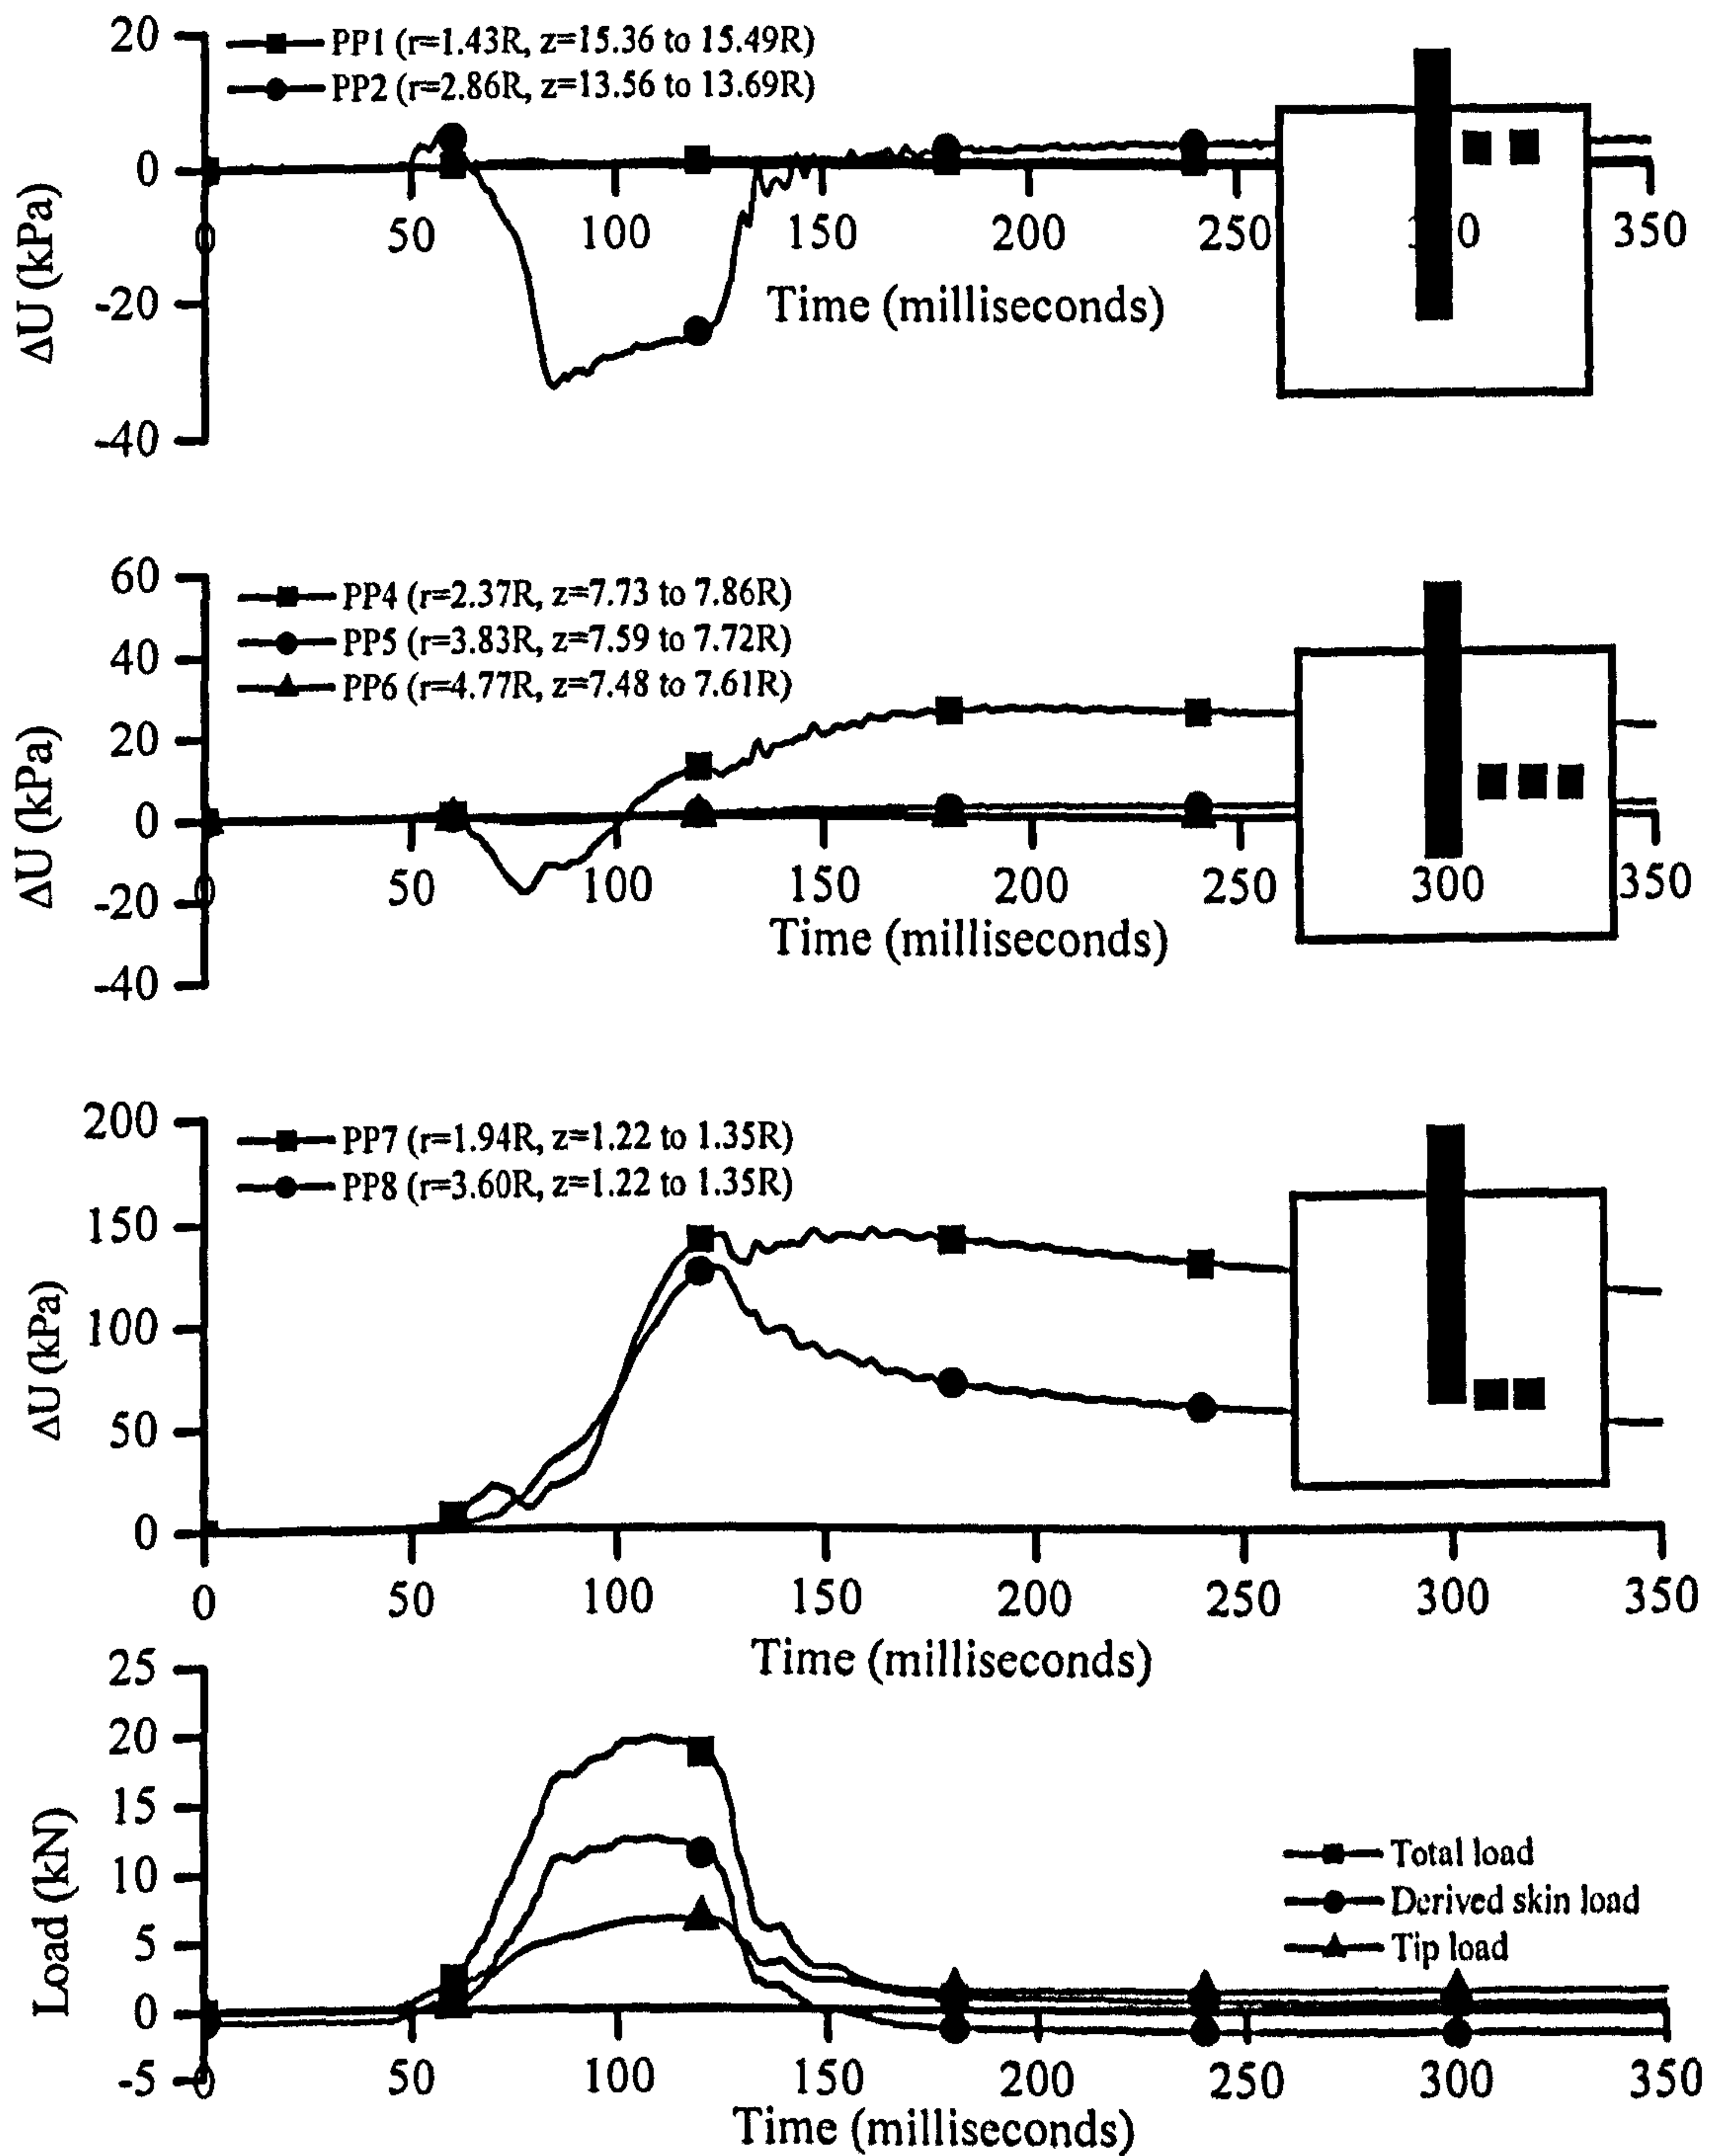 20
PP1 (r=1.43R, z=15.36 to 15.49R)
PP2 (r=2.86R, z=13.56 to 13.69R)
0
0 50 100 150 200 250 350
ΔU (kPa)
-20
Time (milliseconds)
-40
60
PP4 (r=2.37R, z=7.73 to 7.86R)
PP5 (r=3.83R, z=7.59 to 7.72R)
PP6 (r=4.77R, z=7.48 to 7.61R)
40
20
0
ΔU (kPa)
0 50 100 150 200 250 300 350
-20
Time (milliseconds)
-40
200
PP7 (r=1.94R, z=1.22 to 1.35R)
PP8 (r=3.60R, z=1.22 to 1.35R)
150
100
ΔU (kPa)
50
0
0 50 100 150 200 250 300 350
Time (milliseconds)
25
20
15
10
5
0
-5
Load (kN)
Total load
Derived skin load
Tip load
0 50 100 150 200 250 300 350
Time (milliseconds)